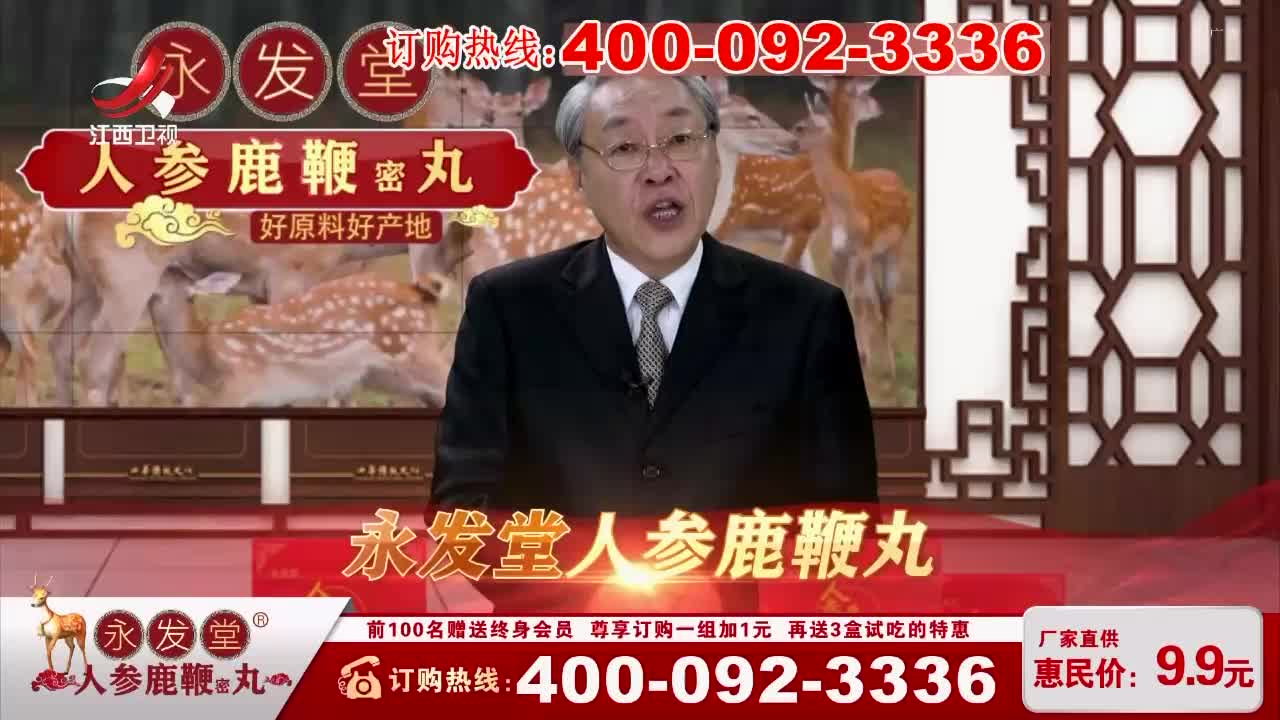 订购热线:400-092-3336
永发堂
江西卫视
人参鹿鞭密丸
好原料好产地
广告
永发堂人参鹿鞭丸
永发堂®
人参鹿鞭密丸
前100名赠送终身会员 尊享订购一组加1元 再送3盒试吃的特惠
订购热线:400-092-3336
厂家直供
惠民价:9.9元